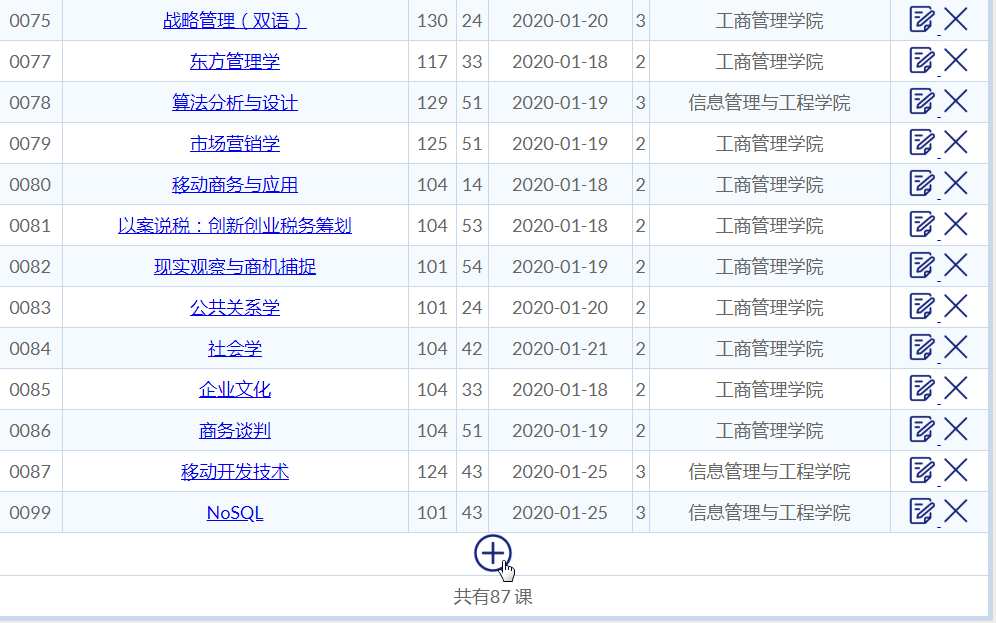 0075 战略管理（双语） 130 24 2020-01-20 3 工商管理学院
0077 东方管理学 117 33 2020-01-18 2 工商管理学院
0078 算法分析与设计 129 51 2020-01-19 3 信息管理与工程学院
0079 市场营销学 125 51 2020-01-19 2 工商管理学院
0080 移动商务与应用 104 14 2020-01-18 2 工商管理学院
0081 以案说税：创新创业税务筹划 104 53 2020-01-18 2 工商管理学院
0082 现实观察与商机捕捉 101 54 2020-01-19 2 工商管理学院
0083 公共关系学 101 24 2020-01-20 2 工商管理学院
0084 社会学 104 42 2020-01-21 2 工商管理学院
0085 企业文化 104 33 2020-01-18 2 工商管理学院
0086 商务谈判 104 51 2020-01-19 2 工商管理学院
0087 移动开发技术 124 43 2020-01-25 3 信息管理与工程学院
0099 NoSQL 101 43 2020-01-25 3 信息管理与工程学院
共有87 课